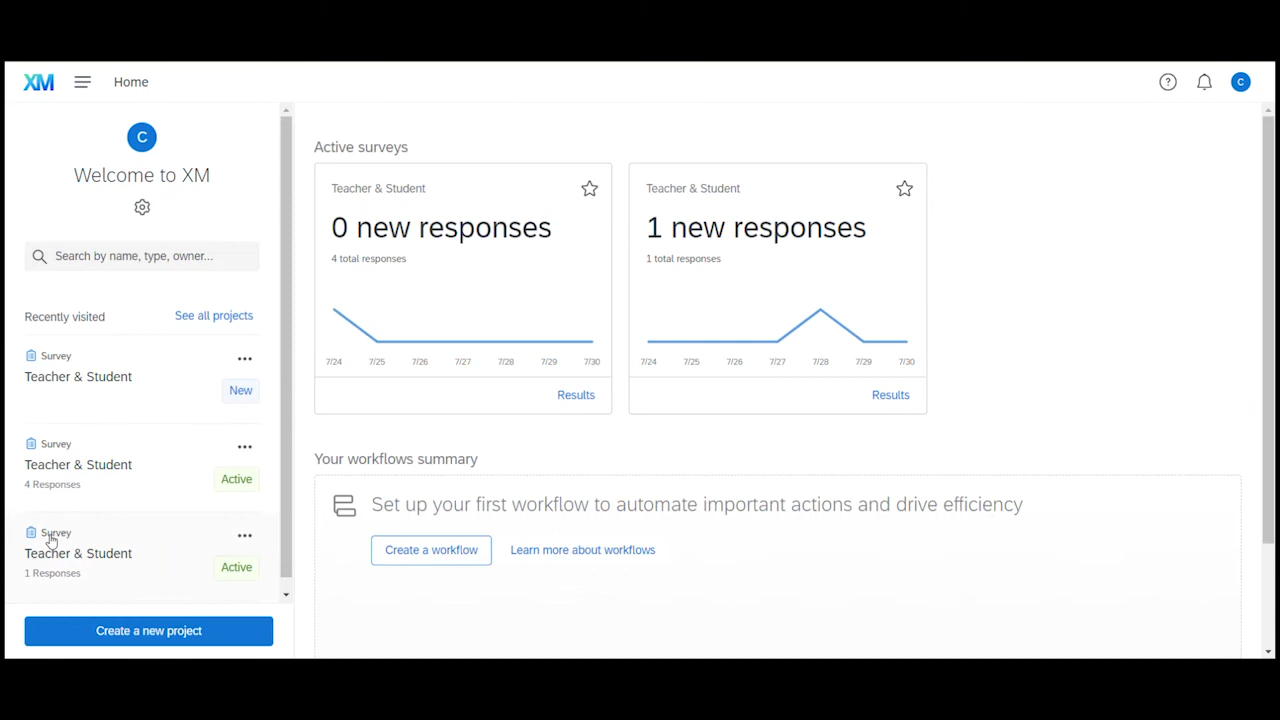 XM
Home
C
C
Welcome to XM
Search by name, type, owner...
Recently visited
See all projects
Survey
Teacher & Student
New
Survey
Teacher & Student
4 Responses
Active
Survey
Teacher & Student
1 Responses
Active
Create a new project
Active surveys
Teacher & Student
0 new responses
4 total responses
7/24 7/25 7/26 7/27 7/28 7/29 7/30
Results
Teacher & Student
1 new responses
1 total responses
7/24 7/25 7/26 7/27 7/28 7/29 7/30
Results
Your workflows summary
Set up your first workflow to automate important actions and drive efficiency
Create a workflow
Learn more about workflows